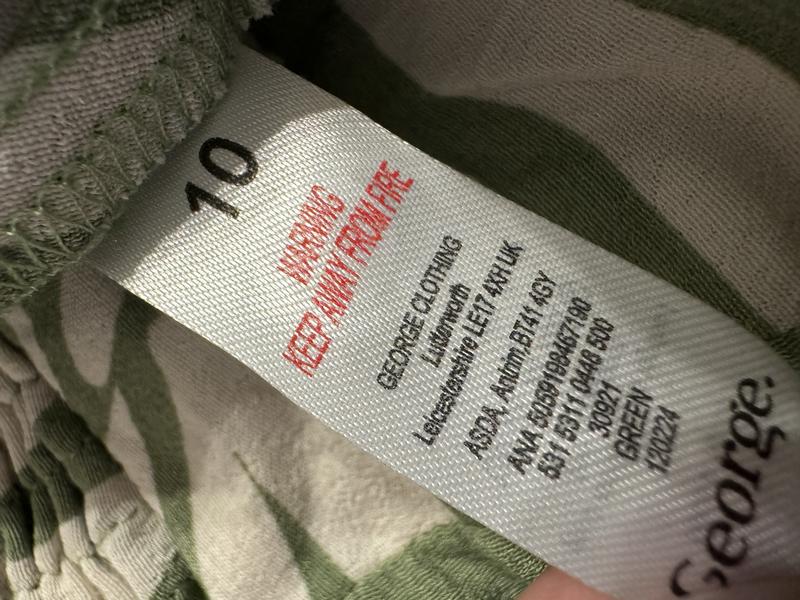 10
WARNING
KEEP AWAY FROM FIRE
GEORGE CLOTHING
Lutterworth
Leicestershire LE17 4XH UK
ASDA, Antrim,BT41 4GY
ANA 5059198467190
531 5311 0448 500
30921
GREEN
120224
George.